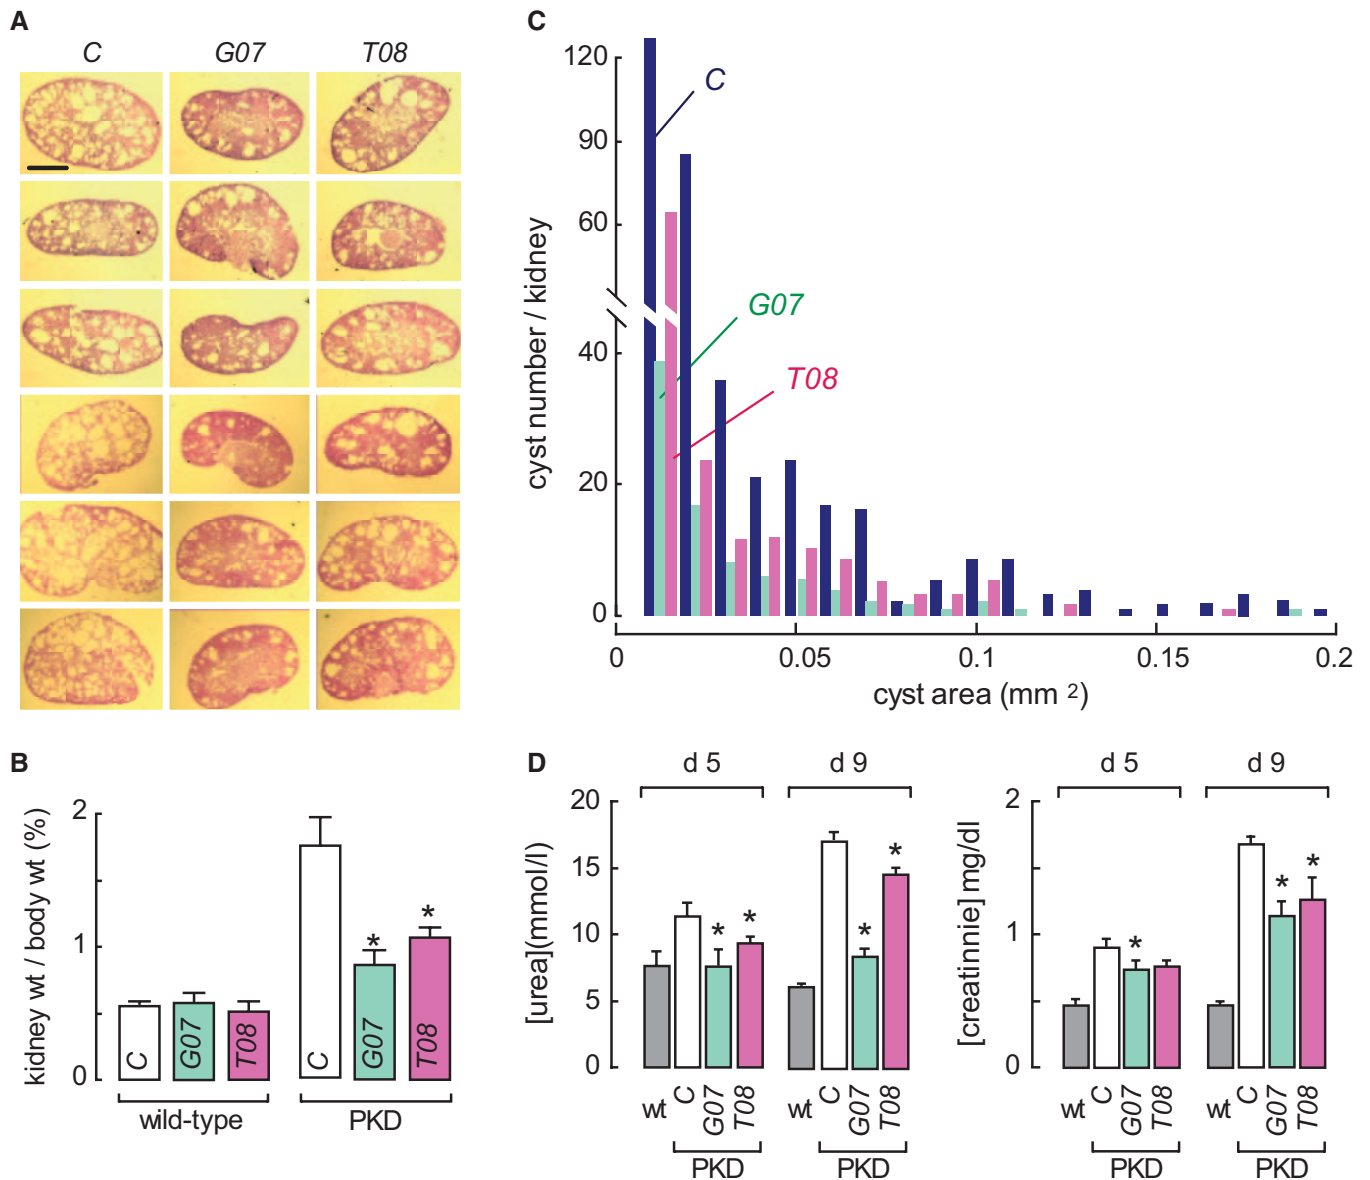 A
C G07 T08
B
kidney wt / body wt (%)
2
1
0
C G07 T08 C G07 T08
wild-type PKD
C
cyst number / kidney
120
90
60
40
20
0
C
G07
T08
0 0.05 0.1 0.15 0.2
cyst area (mm 2)
D
d 5 d 9
[urea](mmol/l)
20
15
10
5
0
* * * *
wt C G07 T08 wt C G07 T08
PKD PKD
d 5 d 9
[creatinnie] mg/dl
2
1
0
* * *
wt C G07 T08 wt C G07 T08
PKD PKD